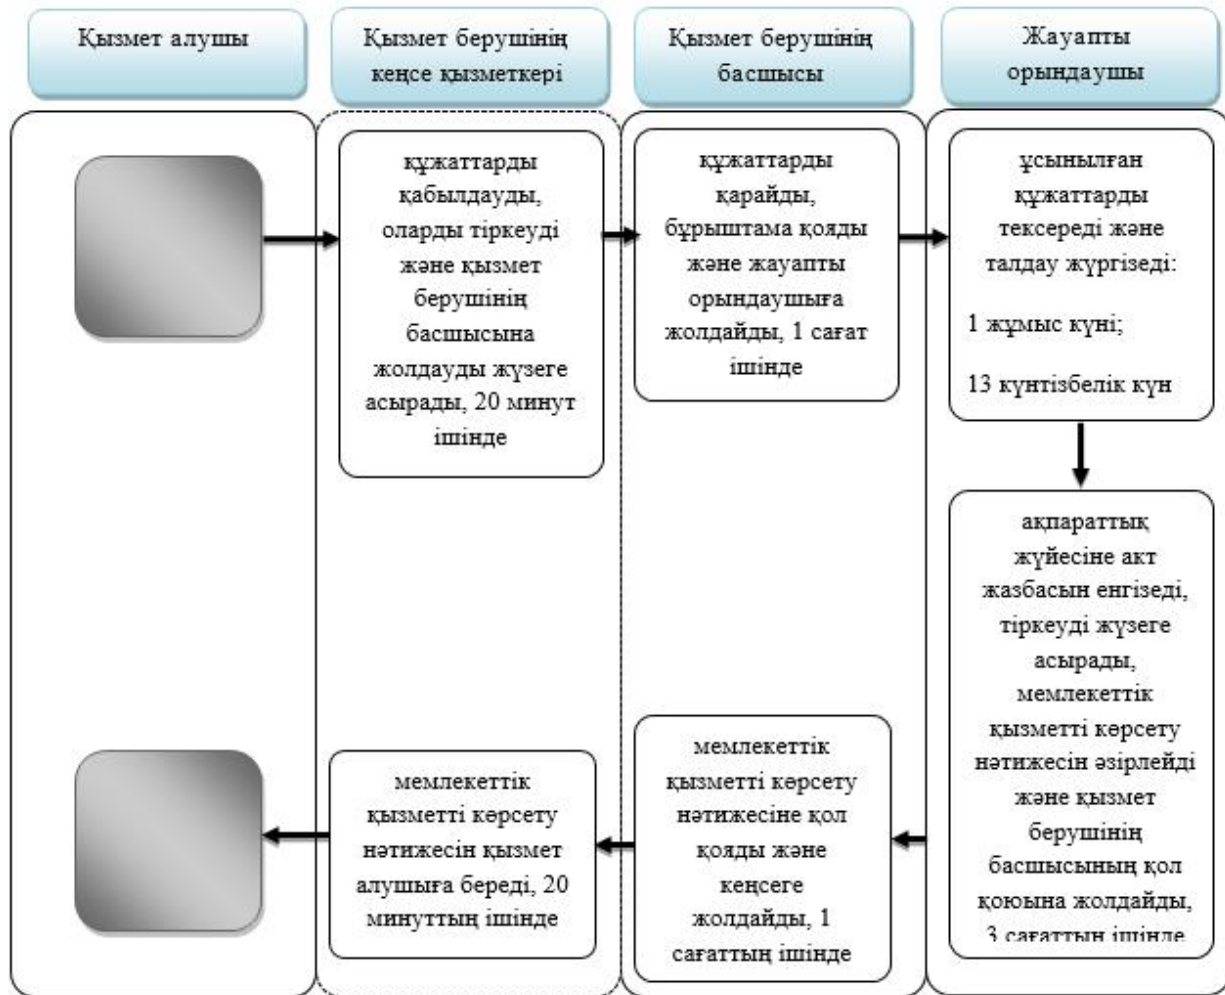 Қызмет алушы
Қызмет берушінің
кеңсе қызметкері
Қызмет берушінің
басшысы
Жауапты
орындаушы
құжаттарды
қабылдауды,
оларды тіркеуді
және қызмет
берушінің
басшысына
жолдауды жүзеге
асырады, 20 минут
ішінде
құжаттарды
қарайды,
бұрыштама қояды
және жауапты
орындаушыға
жолдайды, 1 сағат
ішінде
ұсынылған
құжаттарды
тексереді және
талдау жүргізеді:
1 жұмыс күні;
13 күнтізбелік күн
ақпараттық
жүйесіне акт
жазбасын енгізеді,
тіркеуді жүзеге
асырады,
мемлекеттік
қызметті көрсету
нәтижесін әзірлейді
және қызмет
берушінің
басшысының қол
қоюына жолдайды,
3 сағаттың ішінде
мемлекеттік
қызметті көрсету
нәтижесіне қол
қояды және
кеңсеге
жолдайды, 1
сағаттың ішінде
мемлекеттік
қызметті көрсету
нәтижесін қызмет
алушыға береді, 20
минуттың ішінде